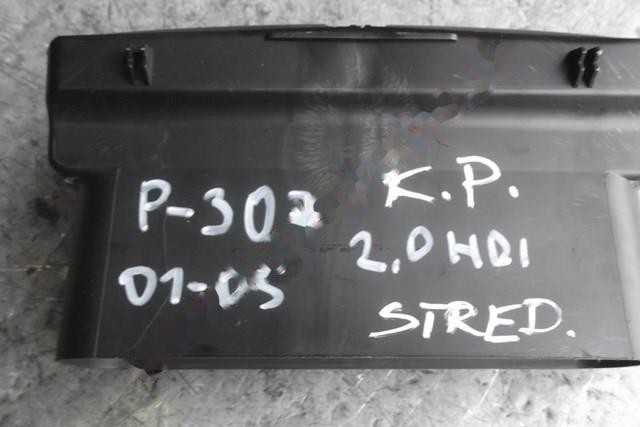 P-307 K.P.
01-05 2.0 HDI
STRED.